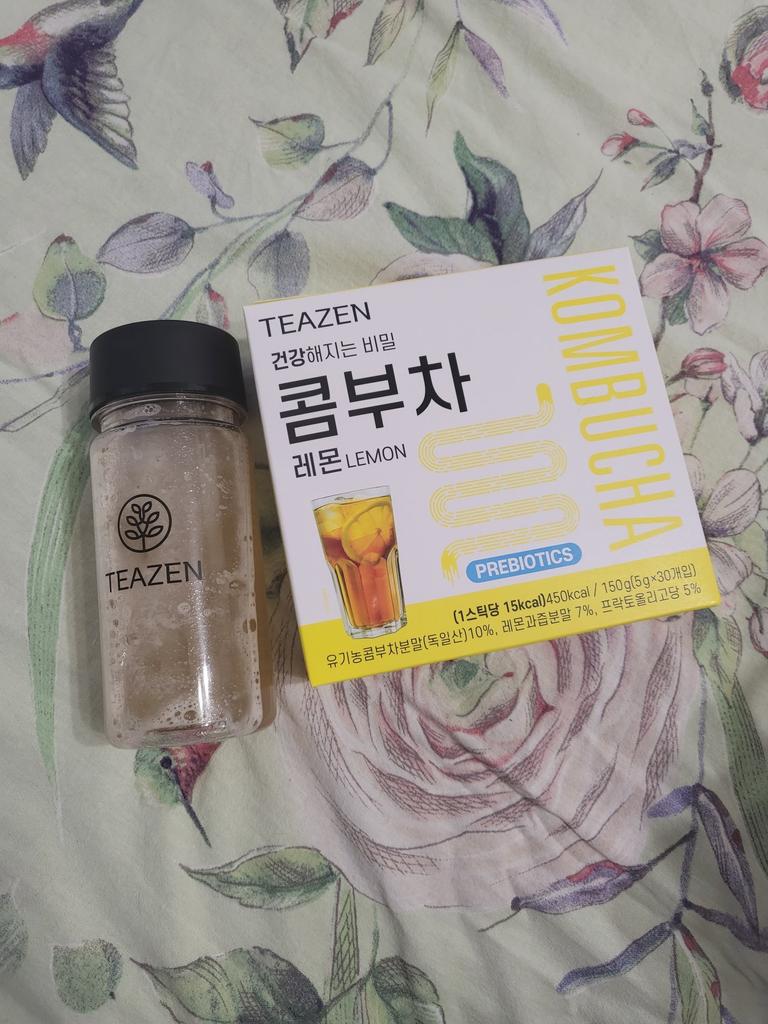 TEAZEN
건강해지는 비밀
콤부차
레몬 LEMON
KOMBUCHA
PREBIOTICS
(1스틱당 15kcal)450kcal / 150g(5g×30개입)
유기농콤부차분말(독일산)10%, 레몬과즙분말 7%, 프락토올리고당 5%
TEAZEN